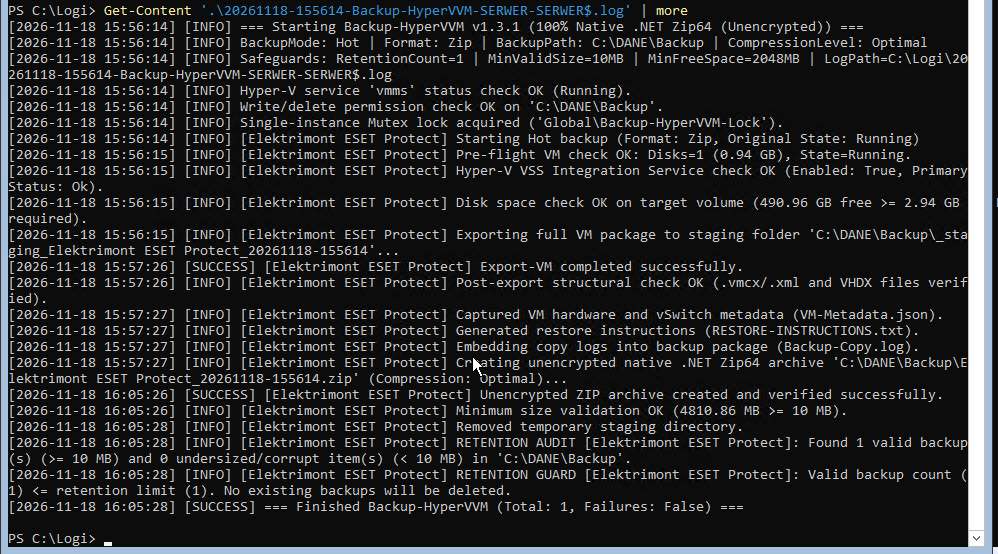 PS C:\Logi> Get-Content '.\20261118-155614-Backup-HyperVVM-SERWER-SERWER$.log' | more
[2026-11-18 15:56:14] [INFO] === Starting Backup-HyperVVM v1.3.1 (100% Native .NET Zip64 (Unencrypted)) ===
[2026-11-18 15:56:14] [INFO] BackupMode: Hot | Format: Zip | BackupPath: C:\DANE\Backup | CompressionLevel: Optimal
[2026-11-18 15:56:14] [INFO] Safeguards: RetentionCount=1 | MinValidSize=10MB | MinFreeSpace=2048MB | LogPath=C:\Logi\20
261118-155614-Backup-HyperVVM-SERWER-SERWER$.log
[2026-11-18 15:56:14] [INFO] Hyper-V service 'vmms' status check OK (Running).
[2026-11-18 15:56:14] [INFO] Write/delete permission check OK on 'C:\DANE\Backup'.
[2026-11-18 15:56:14] [INFO] Single-instance Mutex lock acquired ('Global\Backup-HyperVVM-Lock').
[2026-11-18 15:56:14] [INFO] [Elektrimont ESET Protect] Starting Hot backup (Format: Zip, Original State: Running)
[2026-11-18 15:56:15] [INFO] [Elektrimont ESET Protect] Pre-flight VM check OK: Disks=1 (0.94 GB), State=Running.
[2026-11-18 15:56:15] [INFO] [Elektrimont ESET Protect] Hyper-V VSS Integration Service check OK (Enabled: True, Primary
Status: Ok).
[2026-11-18 15:56:15] [INFO] [Elektrimont ESET Protect] Disk space check OK on target volume (490.96 GB free >= 2.94 GB
required).
[2026-11-18 15:56:15] [INFO] [Elektrimont ESET Protect] Exporting full VM package to staging folder 'C:\DANE\Backup\_sta
ging_Elektrimont ESET Protect_20261118-155614'...
[2026-11-18 15:57:26] [SUCCESS] [Elektrimont ESET Protect] Export-VM completed successfully.
[2026-11-18 15:57:26] [INFO] [Elektrimont ESET Protect] Post-export structural check OK (.vmcx/.xml and VHDX files verif
ied).
[2026-11-18 15:57:27] [INFO] [Elektrimont ESET Protect] Captured VM hardware and vSwitch metadata (VM-Metadata.json).
[2026-11-18 15:57:27] [INFO] [Elektrimont ESET Protect] Generated restore instructions (RESTORE-INSTRUCTIONS.txt).
[2026-11-18 15:57:27] [INFO] [Elektrimont ESET Protect] Embedding copy logs into backup package (Backup-Copy.log).
[2026-11-18 15:57:27] [INFO] [Elektrimont ESET Protect] Creating unencrypted native .NET Zip64 archive 'C:\DANE\Backup\E
lektrimont ESET Protect_20261118-155614.zip' (Compression: Optimal)...
[2026-11-18 16:05:26] [SUCCESS] [Elektrimont ESET Protect] Unencrypted ZIP archive created and verified successfully.
[2026-11-18 16:05:26] [INFO] [Elektrimont ESET Protect] Minimum size validation OK (4810.86 MB >= 10 MB).
[2026-11-18 16:05:28] [INFO] [Elektrimont ESET Protect] Removed temporary staging directory.
[2026-11-18 16:05:28] [INFO] [Elektrimont ESET Protect] RETENTION AUDIT [Elektrimont ESET Protect]: Found 1 valid backup
(s) (>= 10 MB) and 0 undersized/corrupt item(s) (< 10 MB) in 'C:\DANE\Backup'.
[2026-11-18 16:05:28] [INFO] [Elektrimont ESET Protect] RETENTION GUARD [Elektrimont ESET Protect]: Valid backup count (
1) <= retention limit (1). No existing backups will be deleted.
[2026-11-18 16:05:28] [SUCCESS] === Finished Backup-HyperVVM (Total: 1, Failures: False) ===
PS C:\Logi>